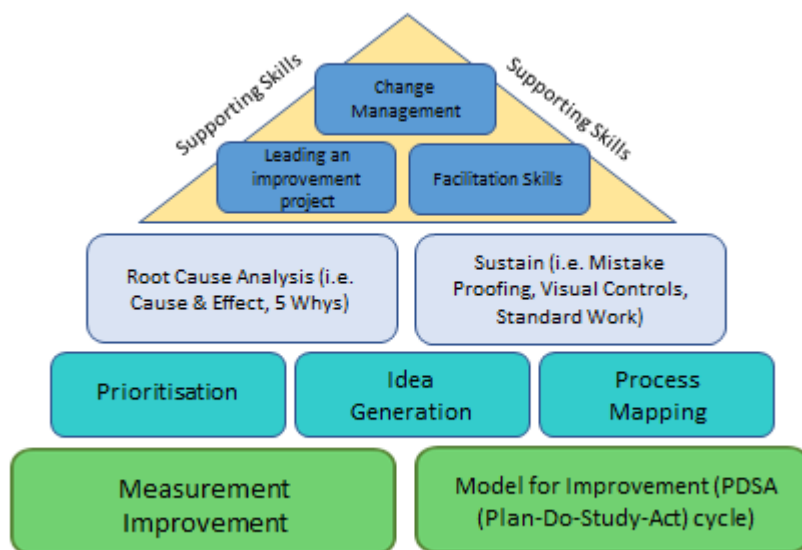 Supporting Skills
Supporting Skills
Change
Management
Leading an
improvement
project
Facilitation Skills
Root Cause Analysis (i.e.
Cause & Effect, 5 Whys)
Sustain (i.e. Mistake
Proofing, Visual Controls,
Standard Work)
Prioritisation
Idea
Generation
Process
Mapping
Measurement
Improvement
Model for Improvement (PDSA
(Plan-Do-Study-Act) cycle)